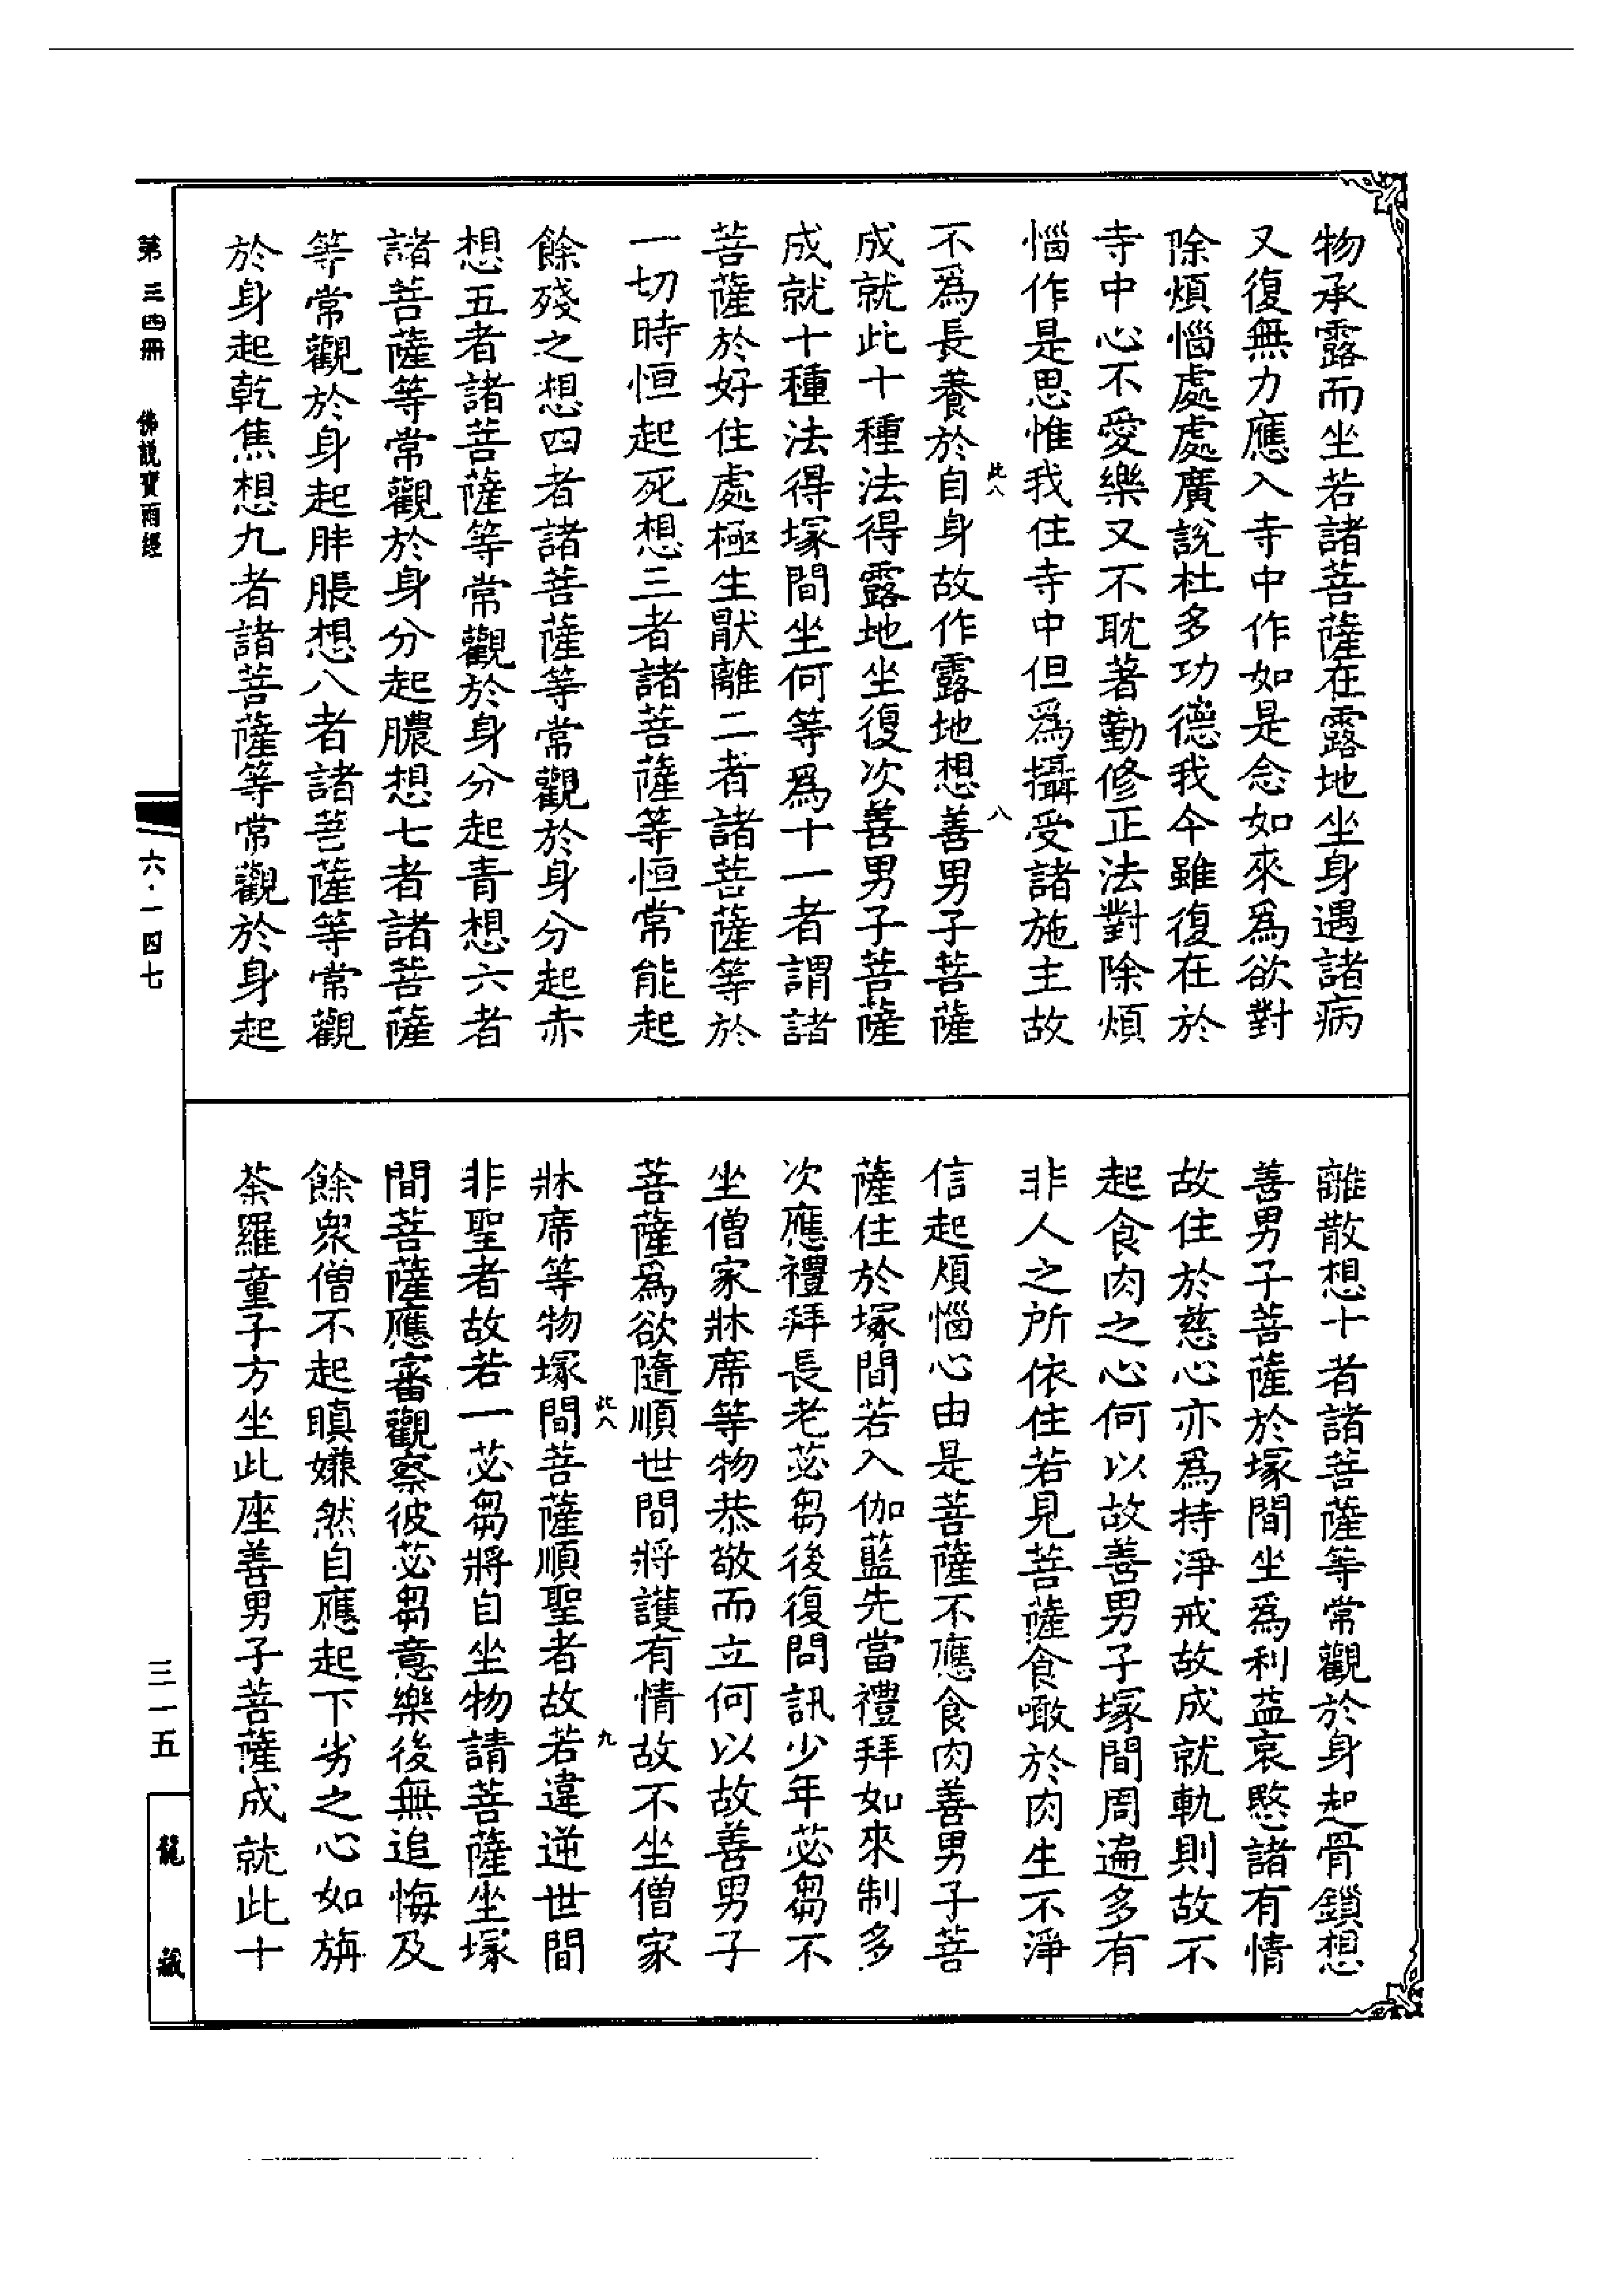 物承露而坐若諸菩薩在露地坐身遇諸病
又復無力應入寺中作如是念如來爲欲對
除煩惱處處廣說杜多功德我今雖復在於
寺中心不愛樂又不耽著勤修正法對除煩
惱作是思惟我住寺中但爲攝受諸施主故
此八
八
不爲長養於自身故作露地想善男子菩薩
成就此十種法得露地坐復次善男子菩薩
成就十種法得塚間坐何等爲十一者謂諸
菩薩於好住處極生猒離二者諸菩薩等於
一切時恒起死想三者諸菩薩等恒常能起
餘殘之想四者諸菩薩等常觀於身分起赤
想五者諸菩薩等常觀於身分起青想六者
諸菩薩等常觀於身分起膿想七者諸菩薩
等常觀於身起胖脹想八者諸菩薩等常觀
於身起乾焦想九者諸菩薩等常觀於身起
離散想十者諸菩薩等常觀於身起骨鎖想
善男子菩薩於塚間坐爲利益哀愍諸有情
故住於慈心亦爲持淨戒故成就軌則故不
起食肉之心何以故善男子塚間周遍多有
非人之所依住若見菩薩食噉於肉生不淨
信起煩惱心由是菩薩不應食肉善男子菩
薩住於塚間若入伽藍先當禮拜如來制多
次應禮拜長老苾芻後復問訊少年苾芻不
坐僧家牀席等物恭敬而立何以故善男子
菩薩爲欲隨順世間將護有情故不坐僧家
此八
九
牀席等物塚間菩薩順聖者故若違逆世間
非聖者故若一苾芻將自坐物請菩薩坐塚
間菩薩應審觀察彼苾芻意樂後無追悔及
餘衆僧不起瞋嫌然自應起下劣之心如旃
荼羅童子方坐此座善男子菩薩成就此十
第三四冊 佛說寶雨經
六·一四七
三一五
龍藏